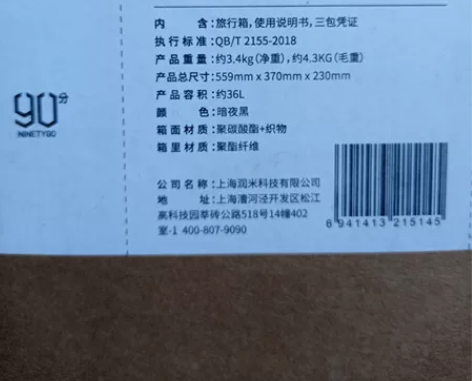 90分
NINETYGO
内 含:旅行箱,使用说明书,三包凭证
执行标准:QB/T 2155-2018
产品重量:约3.4kg(净重),约4.3KG(毛重)
产品总尺寸:559mm x 370mm x 230mm
产品容积:约36L
颜 色:暗夜黑
箱面材质:聚碳酸酯+织物
箱里材质:聚酯纤维
公司名称:上海润米科技有限公司
地 址:上海漕河泾开发区松江
高科技园莘砖公路518号14幢402
室-1 400-807-9090
6 941413 215145